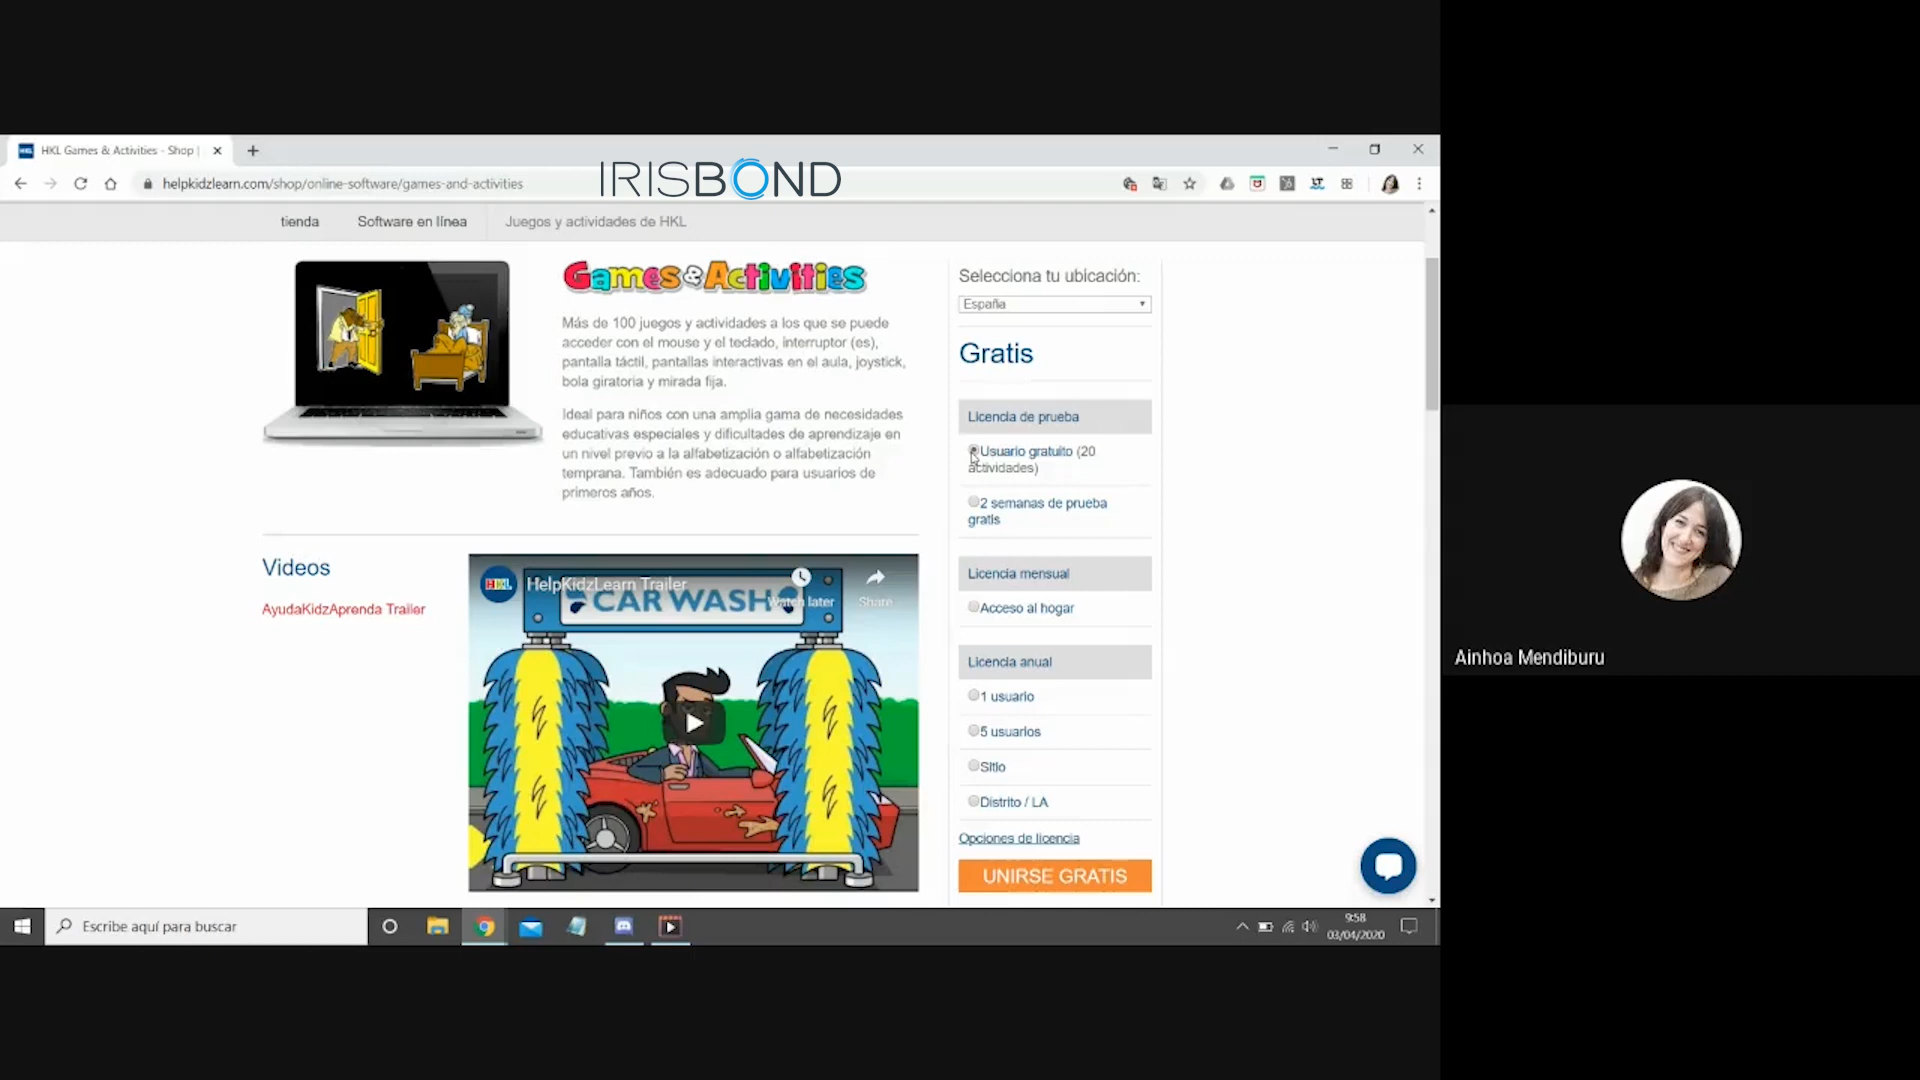 HKL Games & Activities - Shop |
helpkidzlearn.com/shop/online-software/games-and-activities
IRISBOND
tienda
Software en línea
Juegos y actividades de HKL
Games & Activities
Más de 100 juegos y actividades a los que se puede
acceder con el mouse y el teclado, interruptor (es),
pantalla táctil, pantallas interactivas en el aula, joystick,
bola giratoria y mirada fija.
Ideal para niños con una amplia gama de necesidades
educativas especiales y dificultades de aprendizaje en
un nivel previo a la alfabetización o alfabetización
temprana. También es adecuado para usuarios de
primeros años.
Selecciona tu ubicación:
España
Gratis
Licencia de prueba
Usuario gratuito (20
actividades)
2 semanas de prueba
gratis
Licencia mensual
Acceso al hogar
Licencia anual
1 usuario
5 usuarios
Sitio
Distrito / LA
Opciones de licencia
UNIRSE GRATIS
Videos
AyudaKidzAprenda Trailer
HKL
HelpKidzLearn Trailer
Watch later
Share
CAR WASH
Ainhoa Mendiburu
Escribe aquí para buscar
9:58
03/04/2020